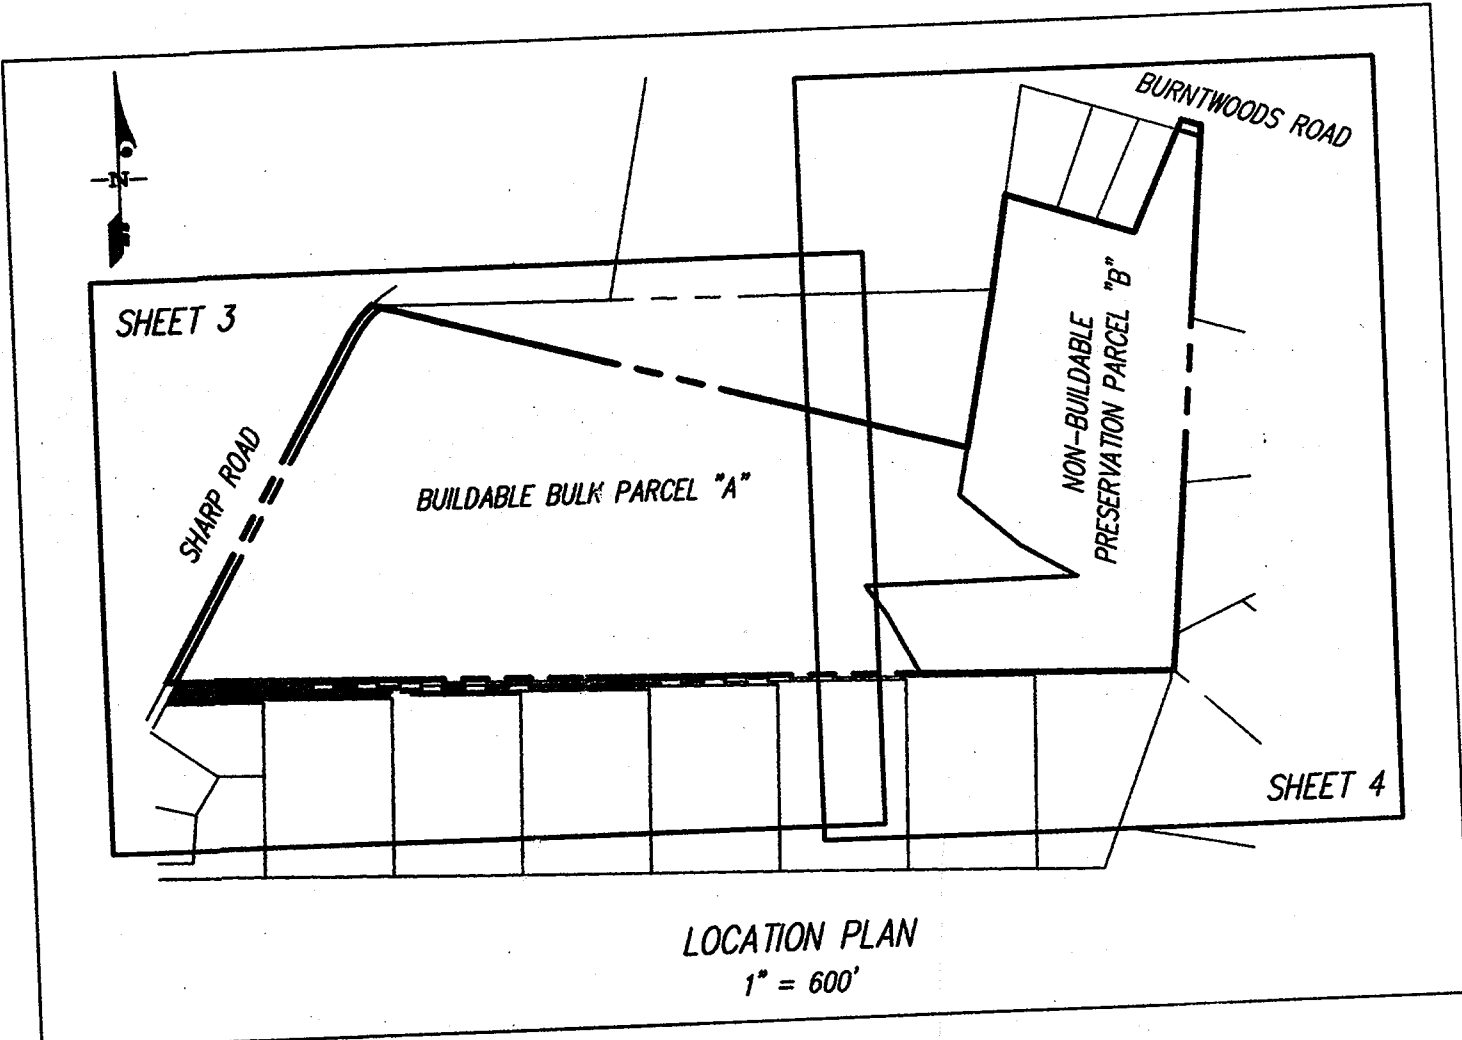 BURNTWOODS ROAD
N
SHEET 3
SHARP ROAD
BUILDABLE BULK PARCEL "A"
NON-BUILDABLE
PRESERVATION PARCEL "B"
SHEET 4
LOCATION PLAN
1" = 600'